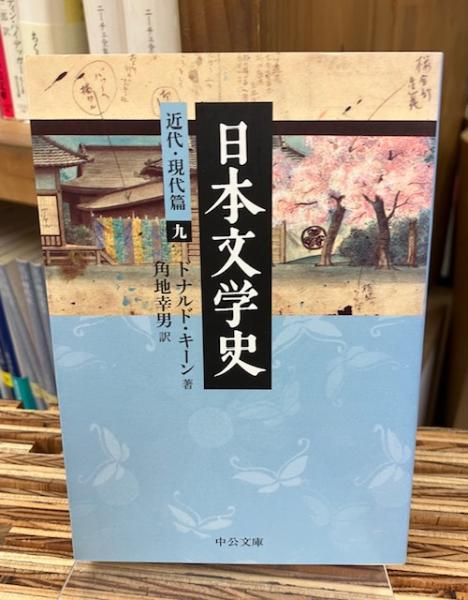 日本文学史
近代・現代篇 九
ドナルド・キーン 著
角地幸男 訳
中公文庫